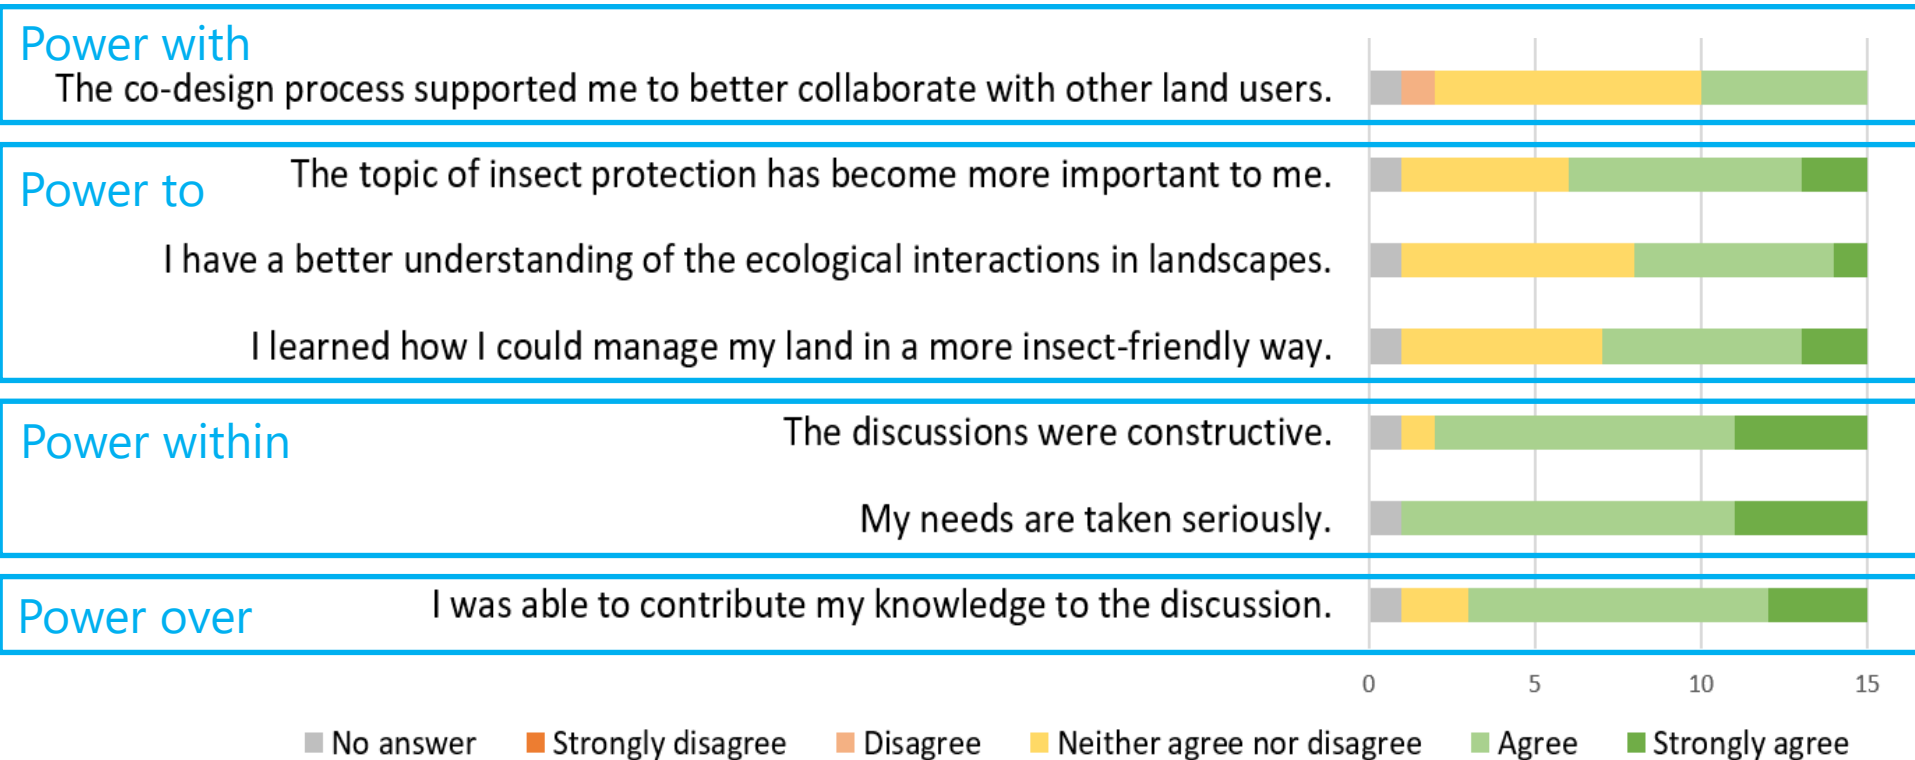 Power with
The co-design process supported me to better collaborate with other land users.
Power to
The topic of insect protection has become more important to me.
I have a better understanding of the ecological interactions in landscapes.
I learned how I could manage my land in a more insect-friendly way.
Power within
The discussions were constructive.
My needs are taken seriously.
Power over
I was able to contribute my knowledge to the discussion.
0 5 10 15
No answer Strongly disagree Disagree Neither agree nor disagree Agree Strongly agree